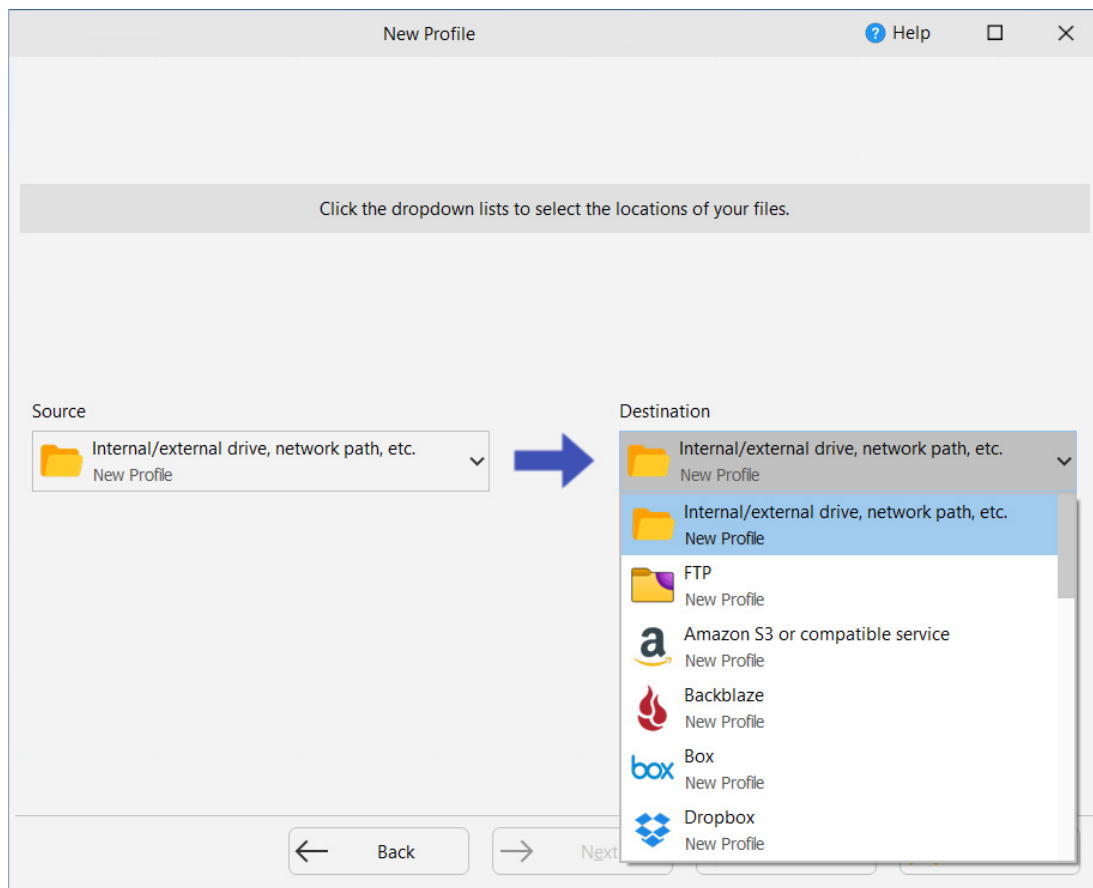 New Profile
Help
Click the dropdown lists to select the locations of your files.
Source
Internal/external drive, network path, etc.
New Profile
Destination
Internal/external drive, network path, etc.
New Profile
Internal/external drive, network path, etc.
New Profile
FTP
New Profile
a
Amazon S3 or compatible service
New Profile
Backblaze
New Profile
box
Box
New Profile
Dropbox
New Profile
Back
Next